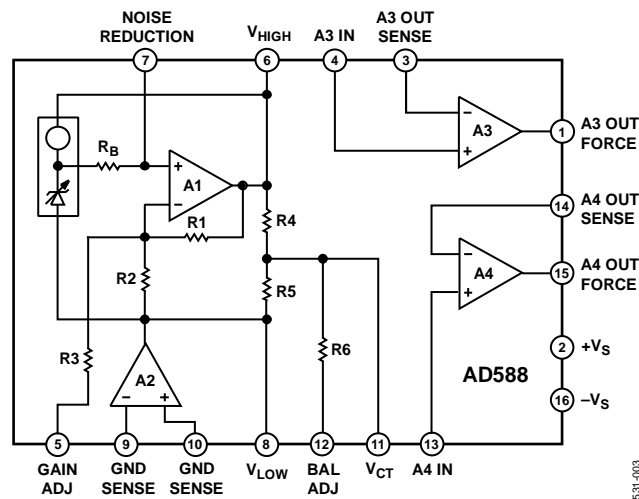 NOISE
REDUCTION
VHIGH
A3 IN
A3 OUT
SENSE
7
6
4
3
RB
A1
+
–
R1
R4
A3
–
+
1
A3 OUT
FORCE
14
A4 OUT
SENSE
R2
R5
A4
–
+
15
A4 OUT
FORCE
R3
R6
A2
–
+
2
+VS
AD588
16
–VS
5
9
10
8
12
11
13
GAIN
ADJ
GND
SENSE
GND
SENSE
VLOW
BAL
ADJ
VCT
A4 IN